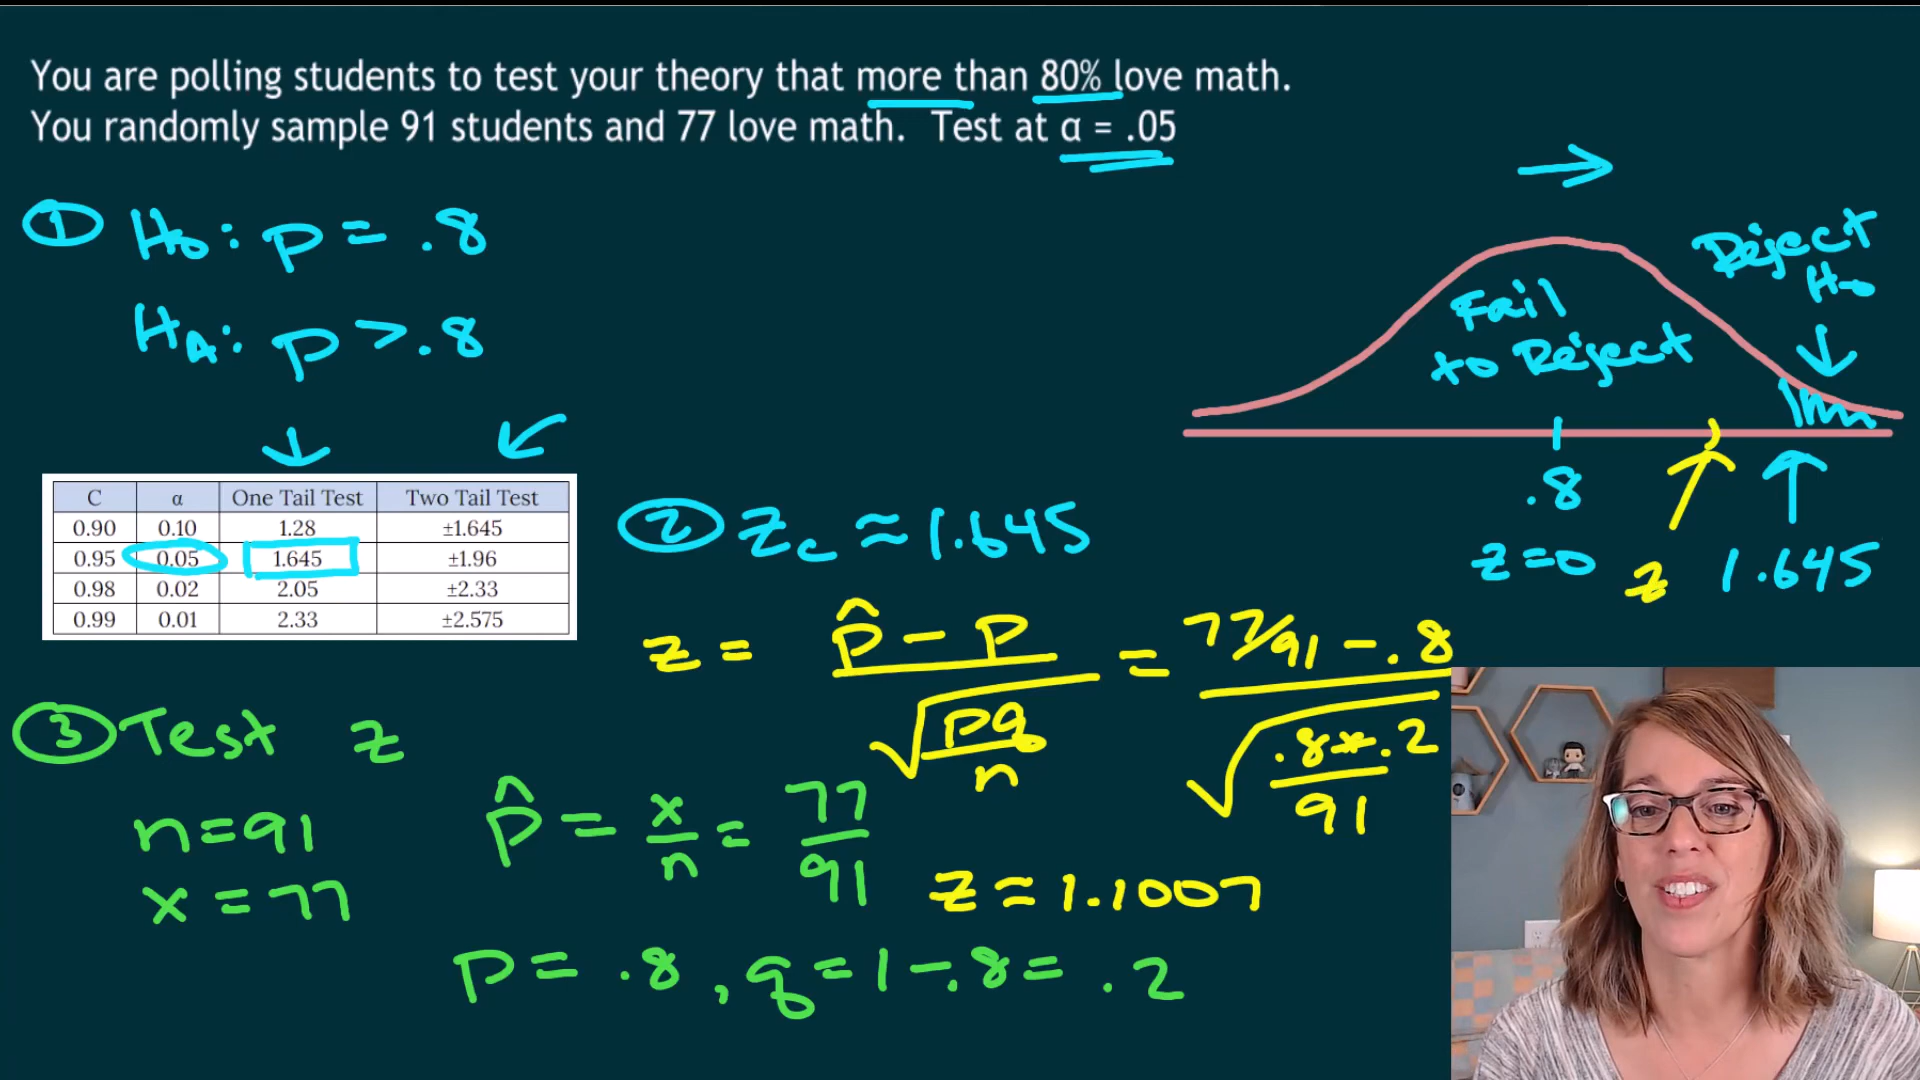 You are polling students to test your theory that more than 80% love math.
You randomly sample 91 students and 77 love math. Test at α = .05
① H₀: p = .8
Hₐ: p > .8
Reject
H₀
Fail
to Reject
.8
z=0
z
1.645
C α One Tail Test Two Tail Test
0.90 0.10 1.28 ±1.645
0.95 0.05 1.645 ±1.96
0.98 0.02 2.05 ±2.33
0.99 0.01 2.33 ±2.575
② z_c ≈ 1.645
z = (p̂ - p)/√(pq/n) = (77/91 - .8)/√(.8*.2/91)
③ Test z
n=91
x=77
p̂ = x/n = 77/91
z ≈ 1.1007
p = .8, q = 1 - .8 = .2